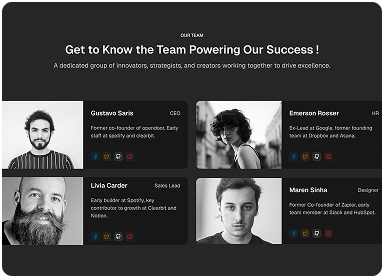 OUR TEAM
Get to Know the Team Powering Our Success !
A dedicated group of innovators, strategists, and creators working together to drive excellence.
Gustavo Saris CEO
Former co-founder of opendoor, Early
staff at spotify and clearbit.
Emerson Rosser HR
Ex-Lead at Google, former founding
team at Dropbox and Asana.
Livia Carder Sales Lead
Early builder at Spotify, key
contributor to growth at Clearbit and
Notion.
Maren Sinha Designer
Former Co-founder of Zapier, early
team member at Slack and HubSpot.